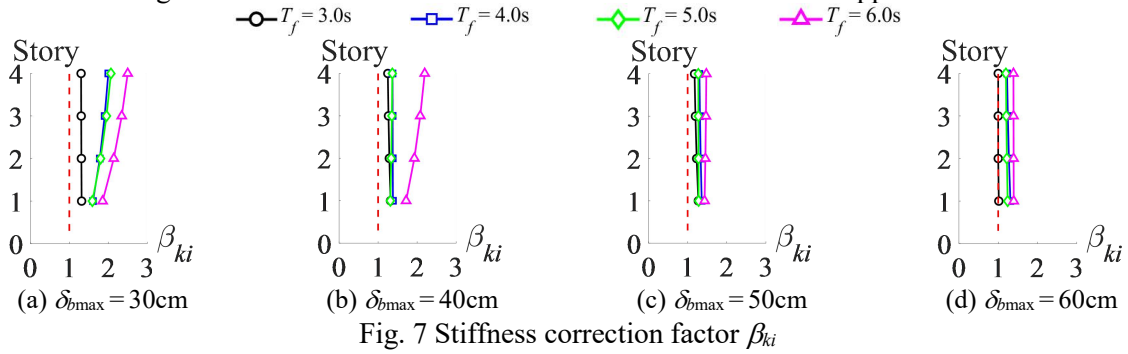 T_f = 3.0s T_f = 4.0s T_f = 5.0s T_f = 6.0s
Story Story Story Story
4 4 4 4
3 3 3 3
2 2 2 2
1 1 1 1
0 0 0 0
β_ki β_ki β_ki β_ki
0 1 2 3 0 1 2 3 0 1 2 3 0 1 2 3
(a) δ_bmax = 30cm (b) δ_bmax = 40cm (c) δ_bmax = 50cm (d) δ_bmax = 60cm
Fig. 7 Stiffness correction factor β_ki